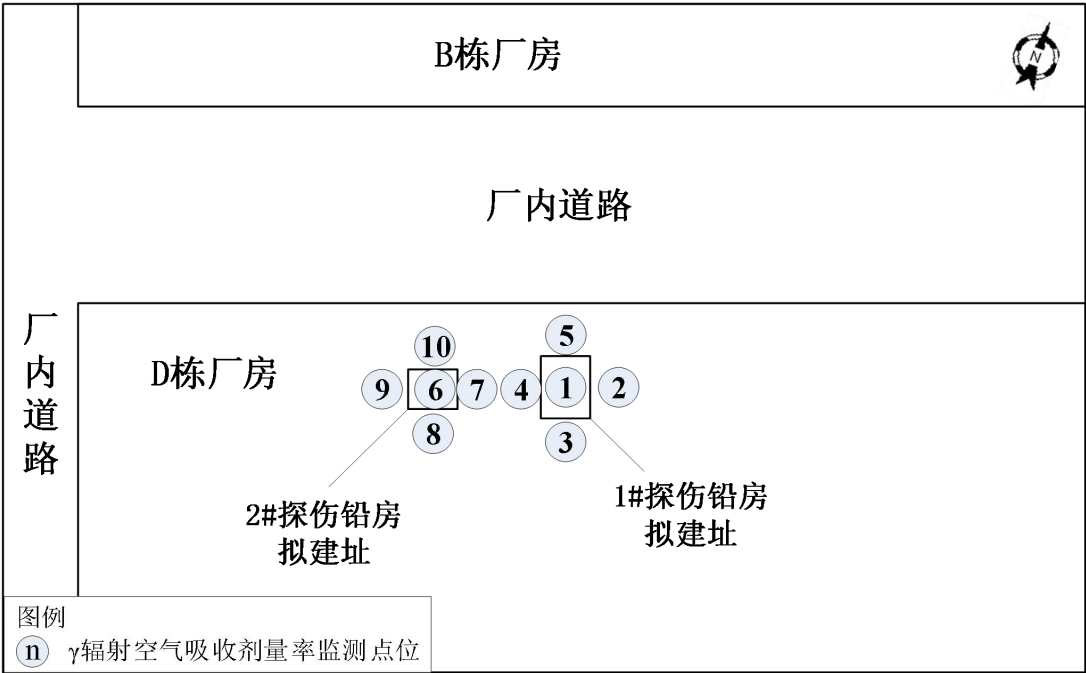 B栋厂房
N
厂内道路
厂内道路
D栋厂房
5
10
9
6
7
4
1
2
8
3
2#探伤铅房
拟建址
1#探伤铅房
拟建址
图例
n γ辐射空气吸收剂量率监测点位